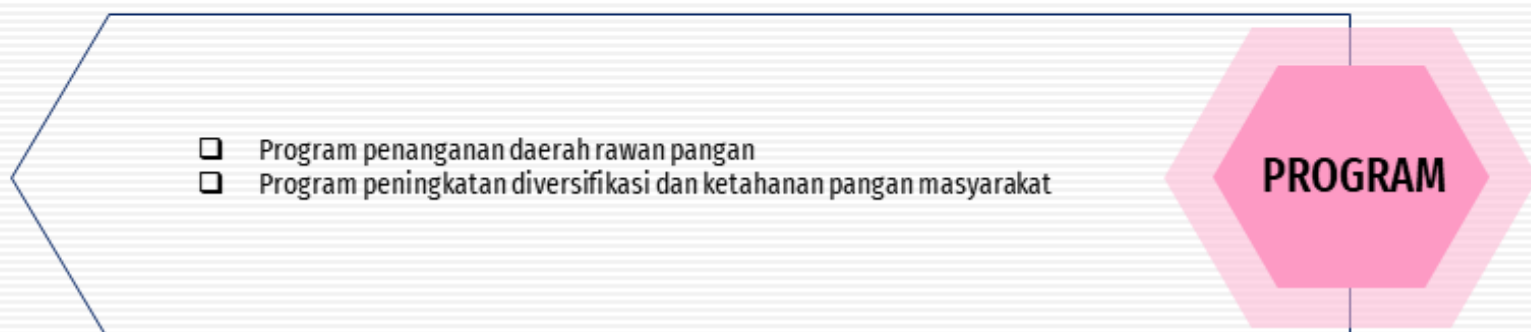 Program penanganan daerah rawan pangan
Program peningkatan diversifikasi dan ketahanan pangan masyarakat
PROGRAM